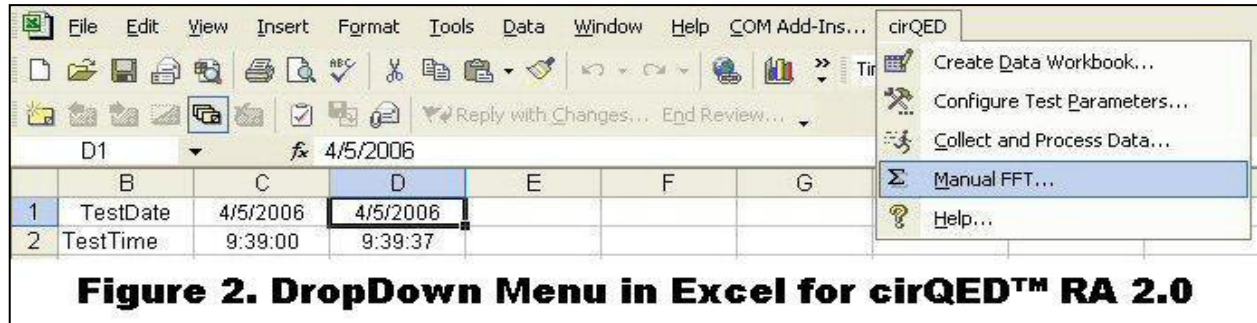 File Edit View Insert Format Tools Data Window Help COM Add-Ins... cirQED
Create Data Workbook...
Configure Test Parameters...
Reply with Changes... End Review...
Collect and Process Data...
D1 fx 4/5/2006
Manual FFT...
Help...
B C D E F G
1 TestDate 4/5/2006 4/5/2006
2 TestTime 9:39:00 9:39:37
Figure 2. DropDown Menu in Excel for cirQED™ RA 2.0